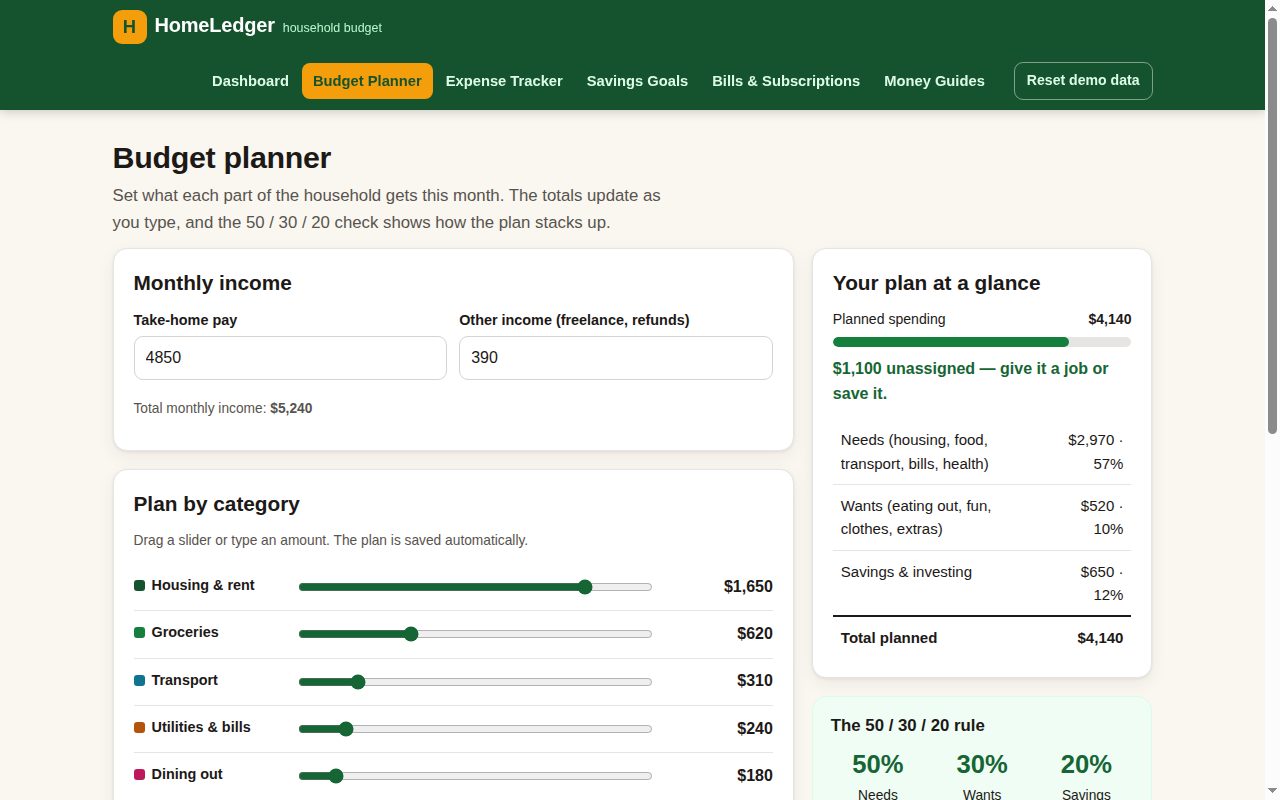 H HomeLedger household budget
Dashboard Budget Planner Expense Tracker Savings Goals Bills & Subscriptions Money Guides Reset demo data
Budget planner
Set what each part of the household gets this month. The totals update as
you type, and the 50 / 30 / 20 check shows how the plan stacks up.
Monthly income
Take-home pay Other income (freelance, refunds)
4850 390
Total monthly income: $5,240
Plan by category
Drag a slider or type an amount. The plan is saved automatically.
Housing & rent $1,650
Groceries $620
Transport $310
Utilities & bills $240
Dining out $180
Your plan at a glance
Planned spending $4,140
$1,100 unassigned — give it a job or
save it.
Needs (housing, food, $2,970 ·
transport, bills, health) 57%
Wants (eating out, fun, $520 ·
clothes, extras) 10%
Savings & investing $650 ·
12%
Total planned $4,140
The 50 / 30 / 20 rule
50% 30% 20%
Needs Wants Savings